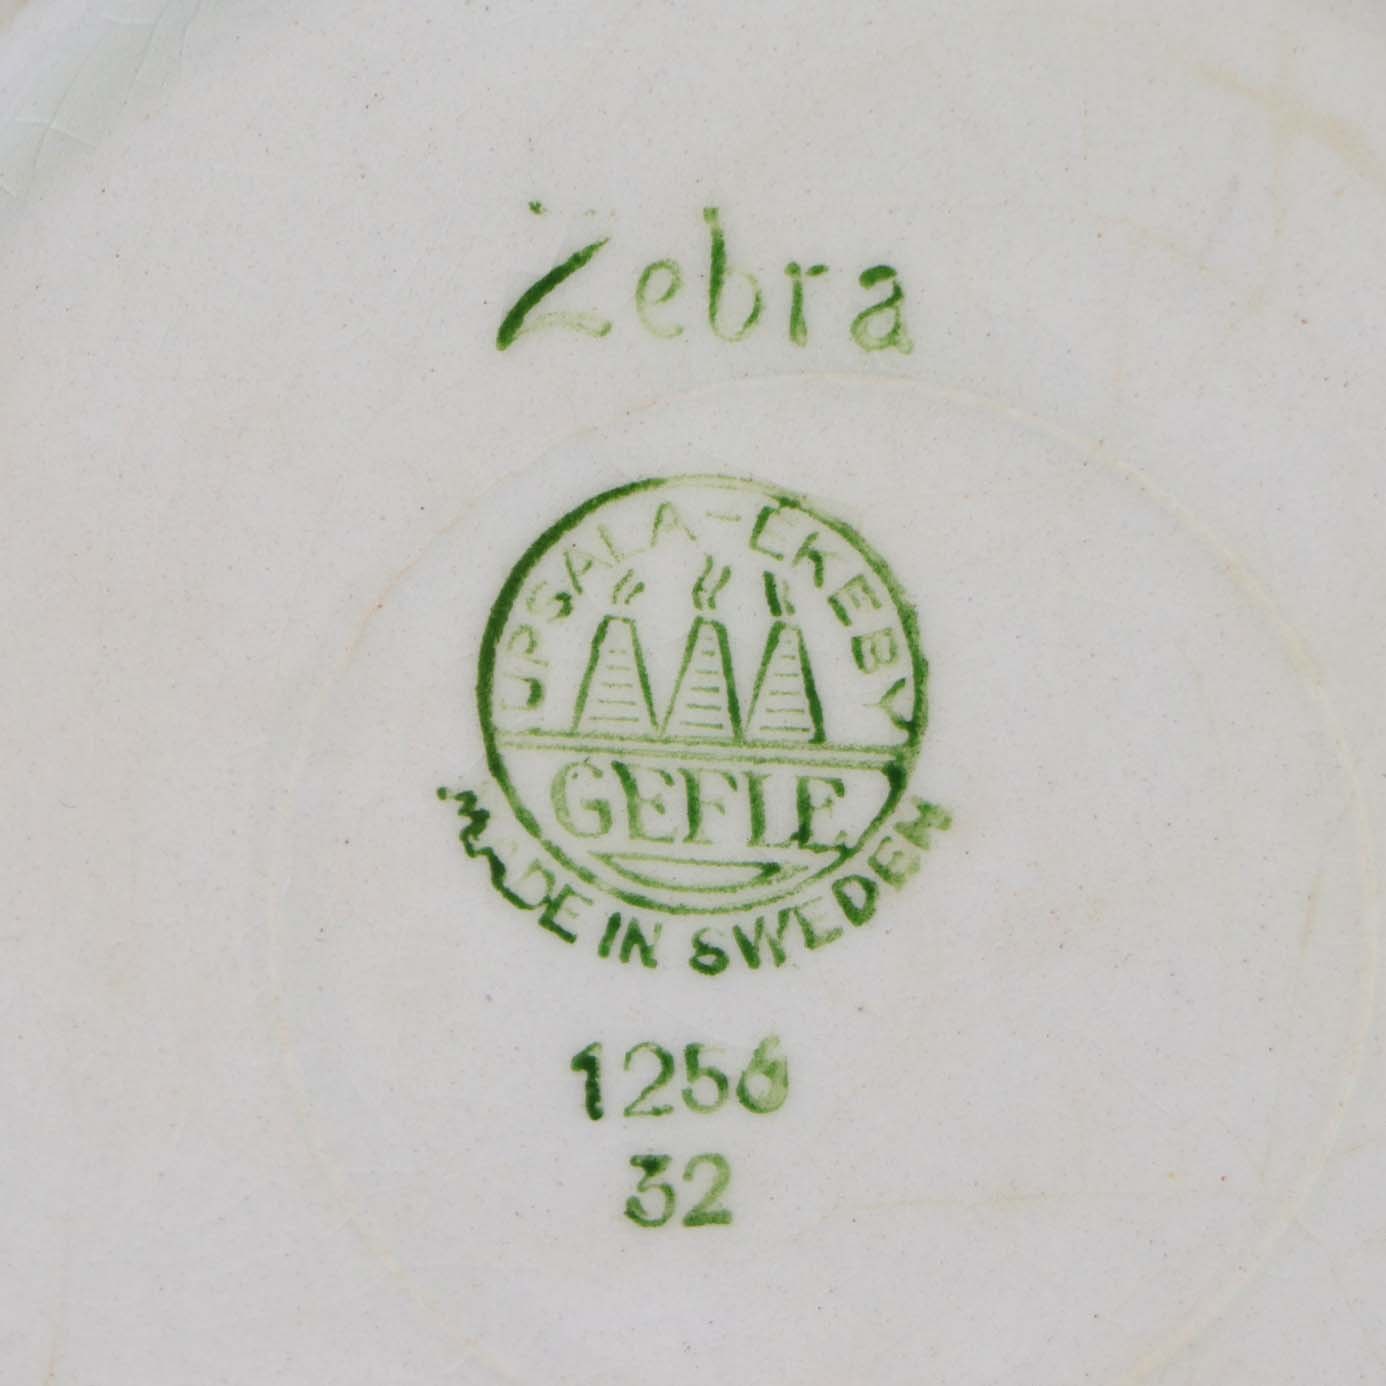 Zebra
UPSALA-EKEBY
GEFLE
MADE IN SWEDEN
1256
32